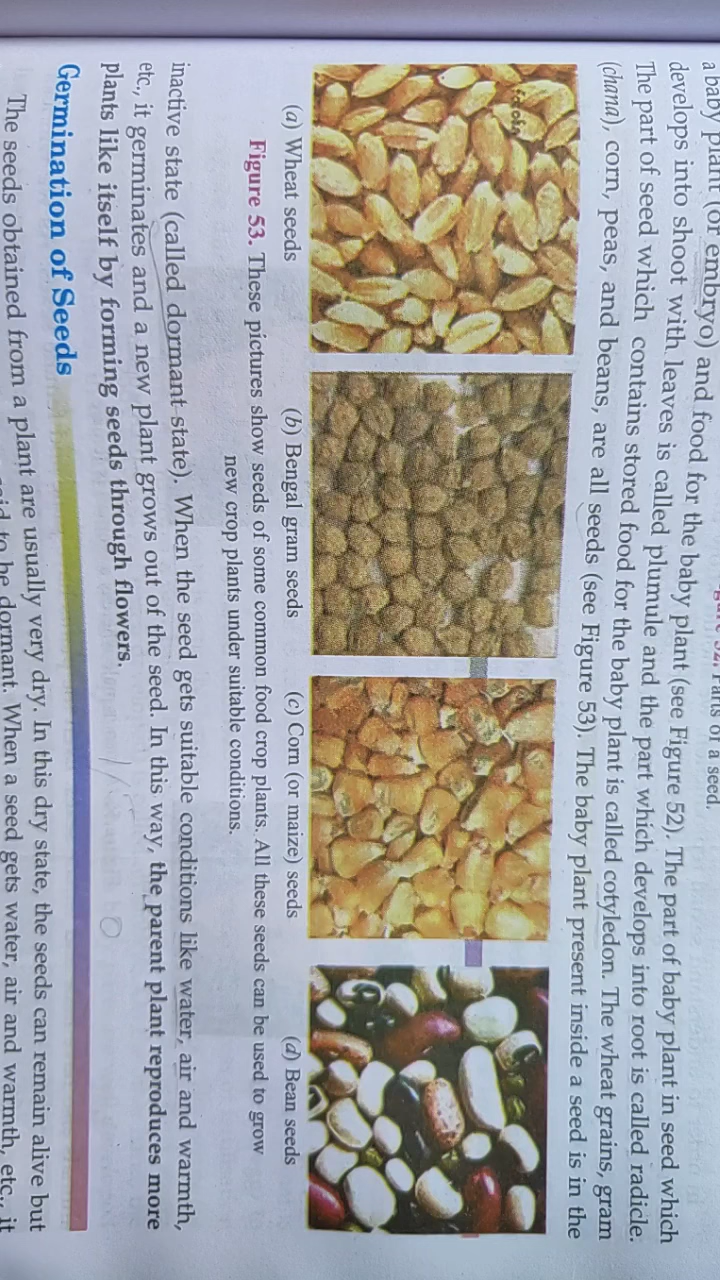 Parts of a seed.
a baby plant (or embryo) and food for the baby plant (see Figure 52). The part of baby plant in seed which
develops into shoot with leaves is called plumule and the part which develops into root is called radicle.
The part of seed which contains stored food for the baby plant is called cotyledon. The wheat grains, gram
(chana), corn, peas, and beans, are all seeds (see Figure 53). The baby plant present inside a seed is in the
(a) Wheat seeds
(b) Bengal gram seeds
(c) Corn (or maize) seeds
(d) Bean seeds
Figure 53. These pictures show seeds of some common food crop plants. All these seeds can be used to grow
new crop plants under suitable conditions.
inactive state (called dormant state). When the seed gets suitable conditions like water, air and warmth,
etc., it germinates and a new plant grows out of the seed. In this way, the parent plant reproduces more
plants like itself by forming seeds through flowers.
Germination of Seeds
The seeds obtained from a plant are usually very dry. In this dry state, the seeds can remain alive but
to be dormant. When a seed gets water, air and warmth, etc., it